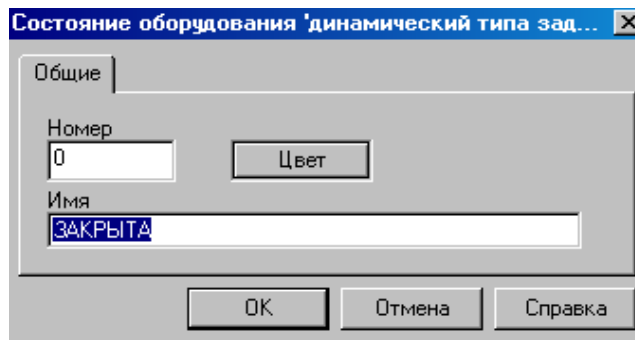 Состояние оборудования 'динамический типа зад...
Общие
Номер
0
Цвет
Имя
ЗАКРЫТА
OK
Отмена
Справка